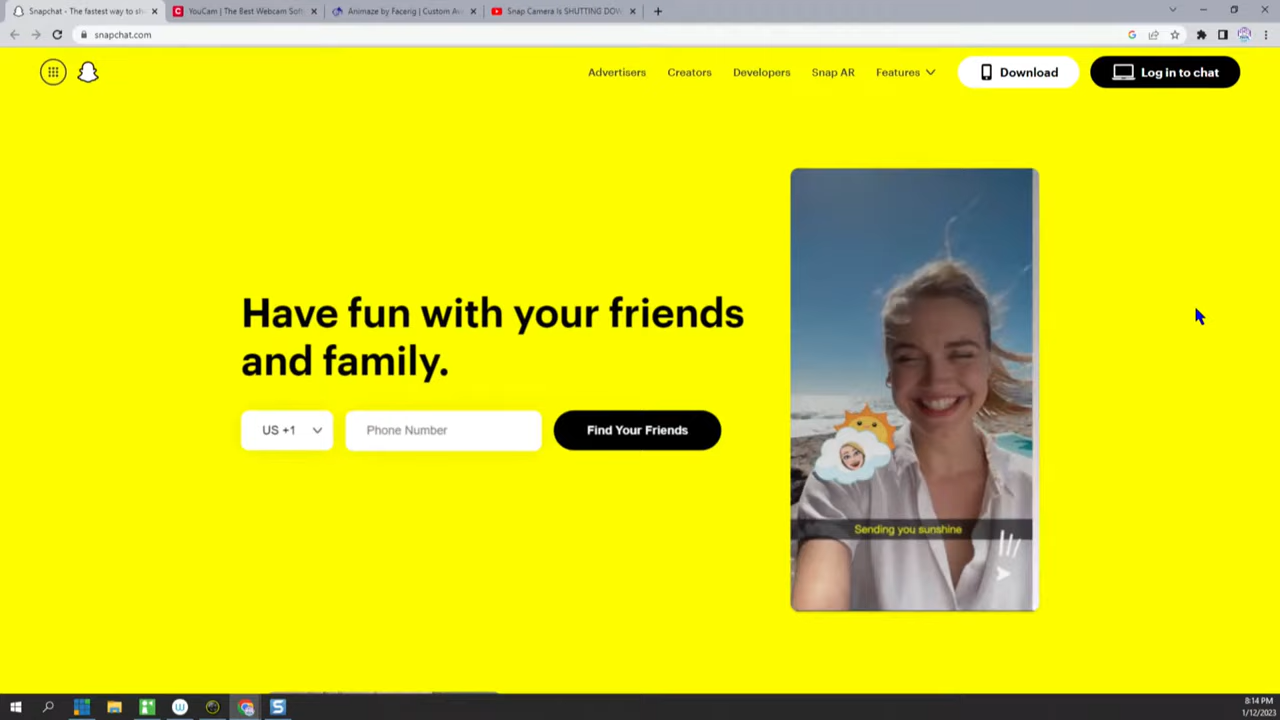 Snapchat - The fastest way to sh
YouCam | The Best Webcam Soft
Animaze by Facerig | Custom Av
Snap Camera Is SHUTTING DOW
snapchat.com
Advertisers
Creators
Developers
Snap AR
Features
Download
Log in to chat
Have fun with your friends
and family.
US +1
Phone Number
Find Your Friends
Sending you sunshine
8:14 PM
1/12/2023